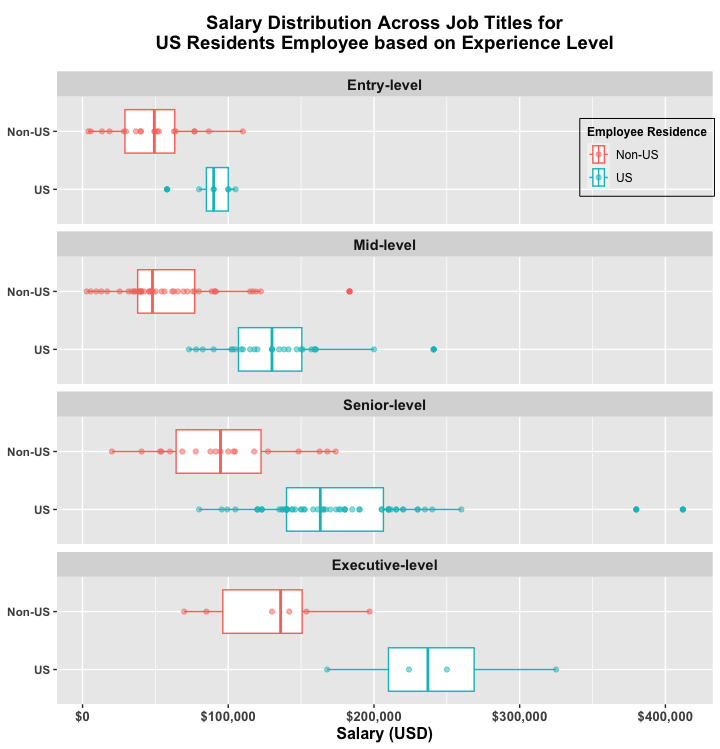 Salary Distribution Across Job Titles for
US Residents Employee based on Experience Level
Entry-level
Non-US
US
Employee Residence
Non-US
US
Mid-level
Non-US
US
Senior-level
Non-US
US
Executive-level
Non-US
US
$0
$100,000
$200,000
$300,000
$400,000
Salary (USD)